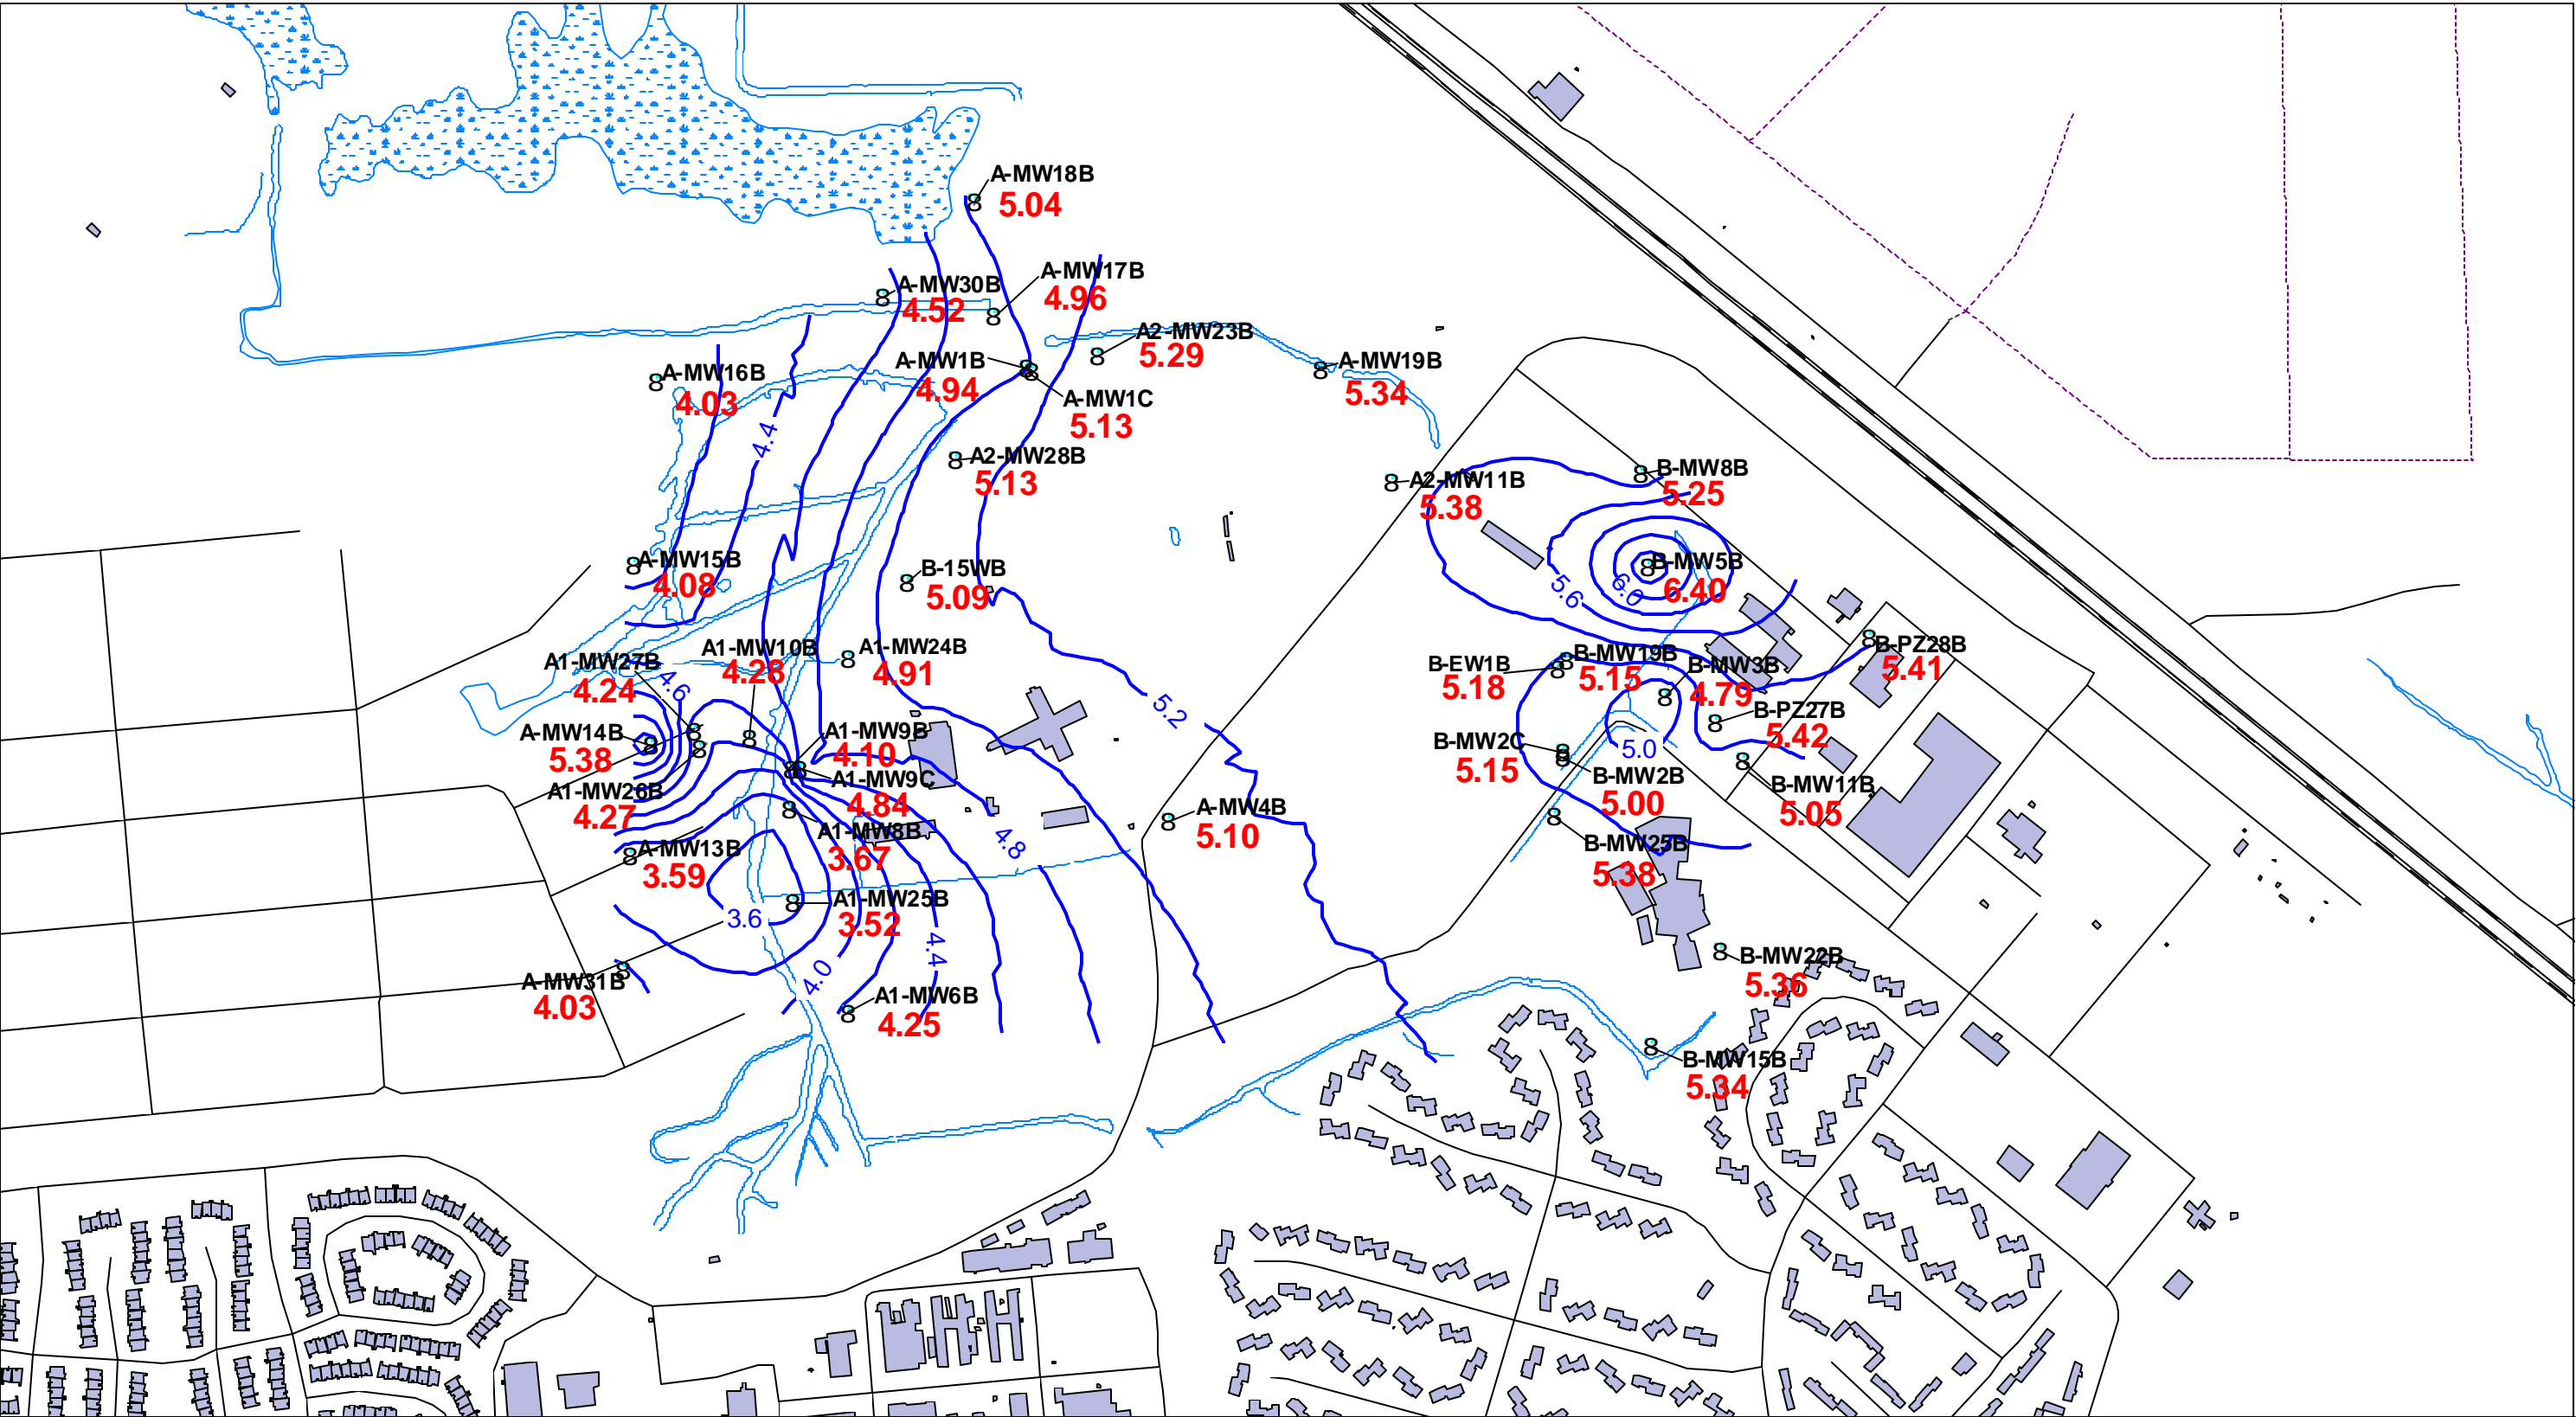 A-MW18B
5.04
A-MW17B
4.96
A-MW30B
4.52
A2-MW23B
5.29
A-MW1B
4.94
A-MW19B
5.34
A-MW16B
4.03
A-MW1C
5.13
4.4
A2-MW28B
5.13
A2-MW11B
5.38
B-MW8B
5.25
A-MW15B
4.08
B-15WB
5.09
B-MW5B
6.40
5.6
6.0
A1-MW27B
4.24
A1-MW10B
4.28
A1-MW24B
4.91
4.6
B-EW1B
5.18
B-MW19B
5.15
B-MW3B
4.79
B-PZ28B
5.41
5.2
A-MW14B
5.38
A1-MW9B
4.10
B-PZ27B
5.42
B-MW2C
5.15
5.0
A1-MW26B
4.27
A1-MW9C
4.84
B-MW2B
5.00
B-MW11B
5.05
A-MW4B
5.10
A1-MW8B
3.67
4.8
A-MW13B
3.59
B-MW25B
5.38
A1-MW25B
3.52
3.6
4.4
A-MW31B
4.03
4.0
A1-MW6B
4.25
B-MW22B
5.36
B-MW15B
5.34